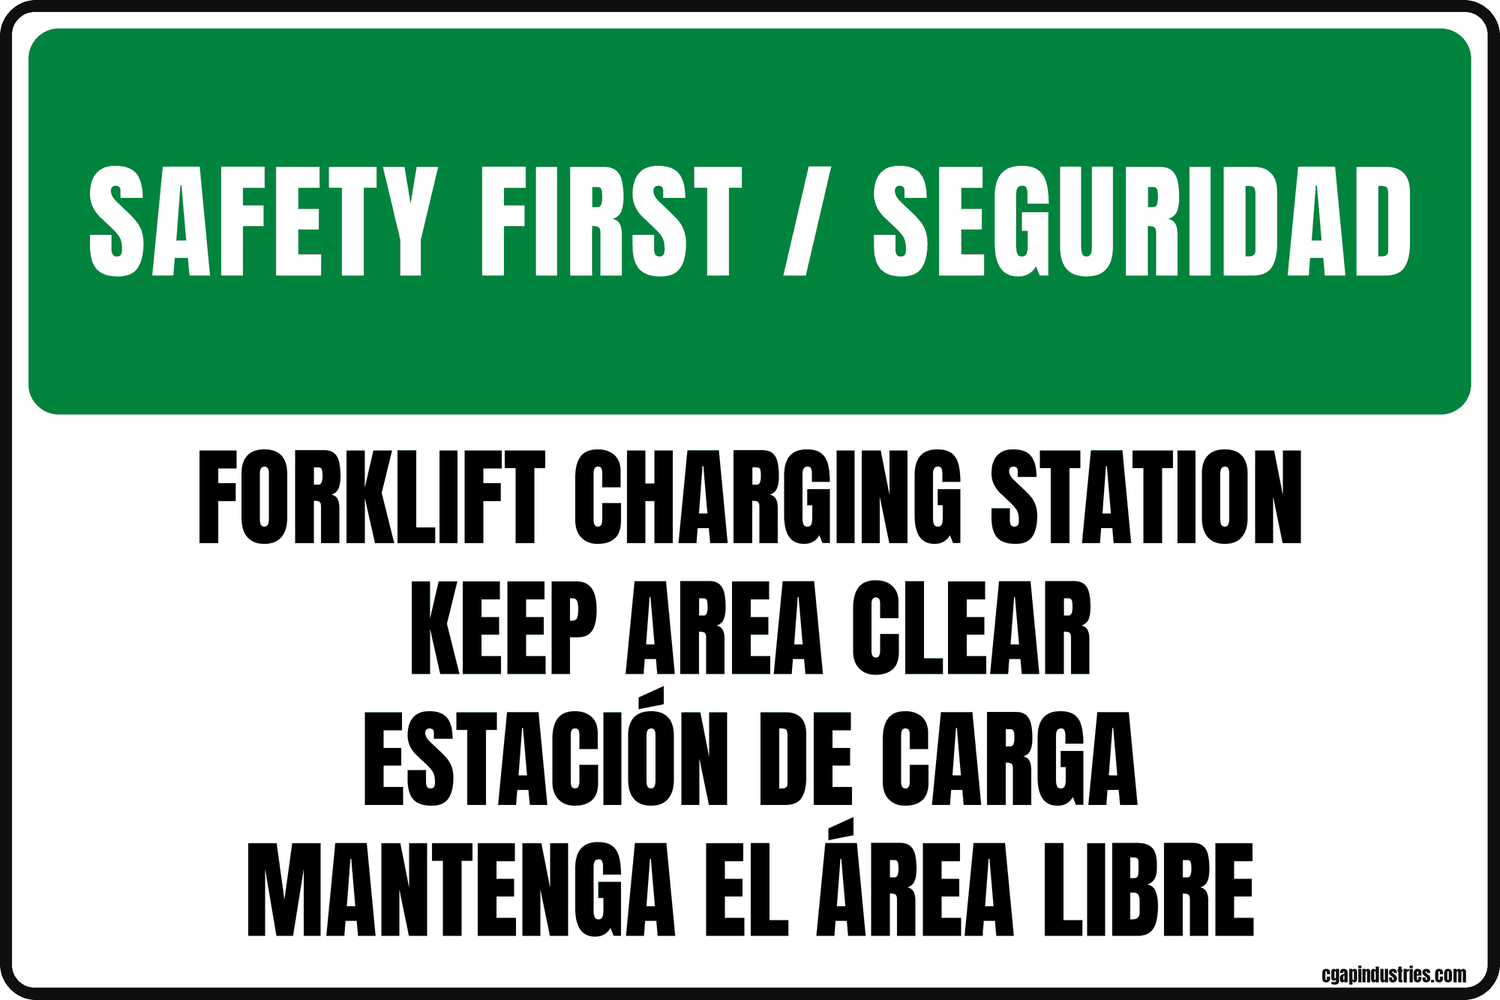 SAFETY FIRST / SEGURIDAD
FORKLIFT CHARGING STATION
KEEP AREA CLEAR
ESTACIÓN DE CARGA
MANTENGA EL ÁREA LIBRE
cgapindustries.com